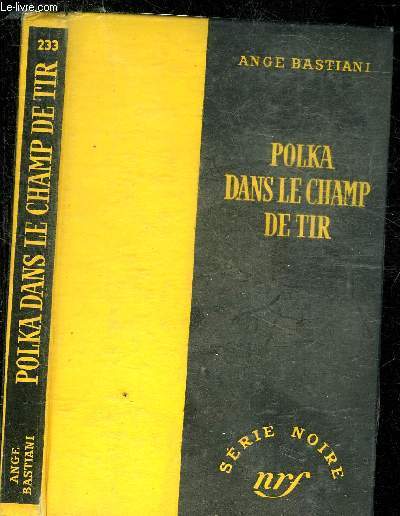 © Le-Livre.com
233
POLKA DANS LE CHAMP DE TIR
ANGE
BASTIANI
ANGE BASTIANI
POLKA
DANS LE CHAMP
DE TIR
SÉRIE NOIRE
nrf